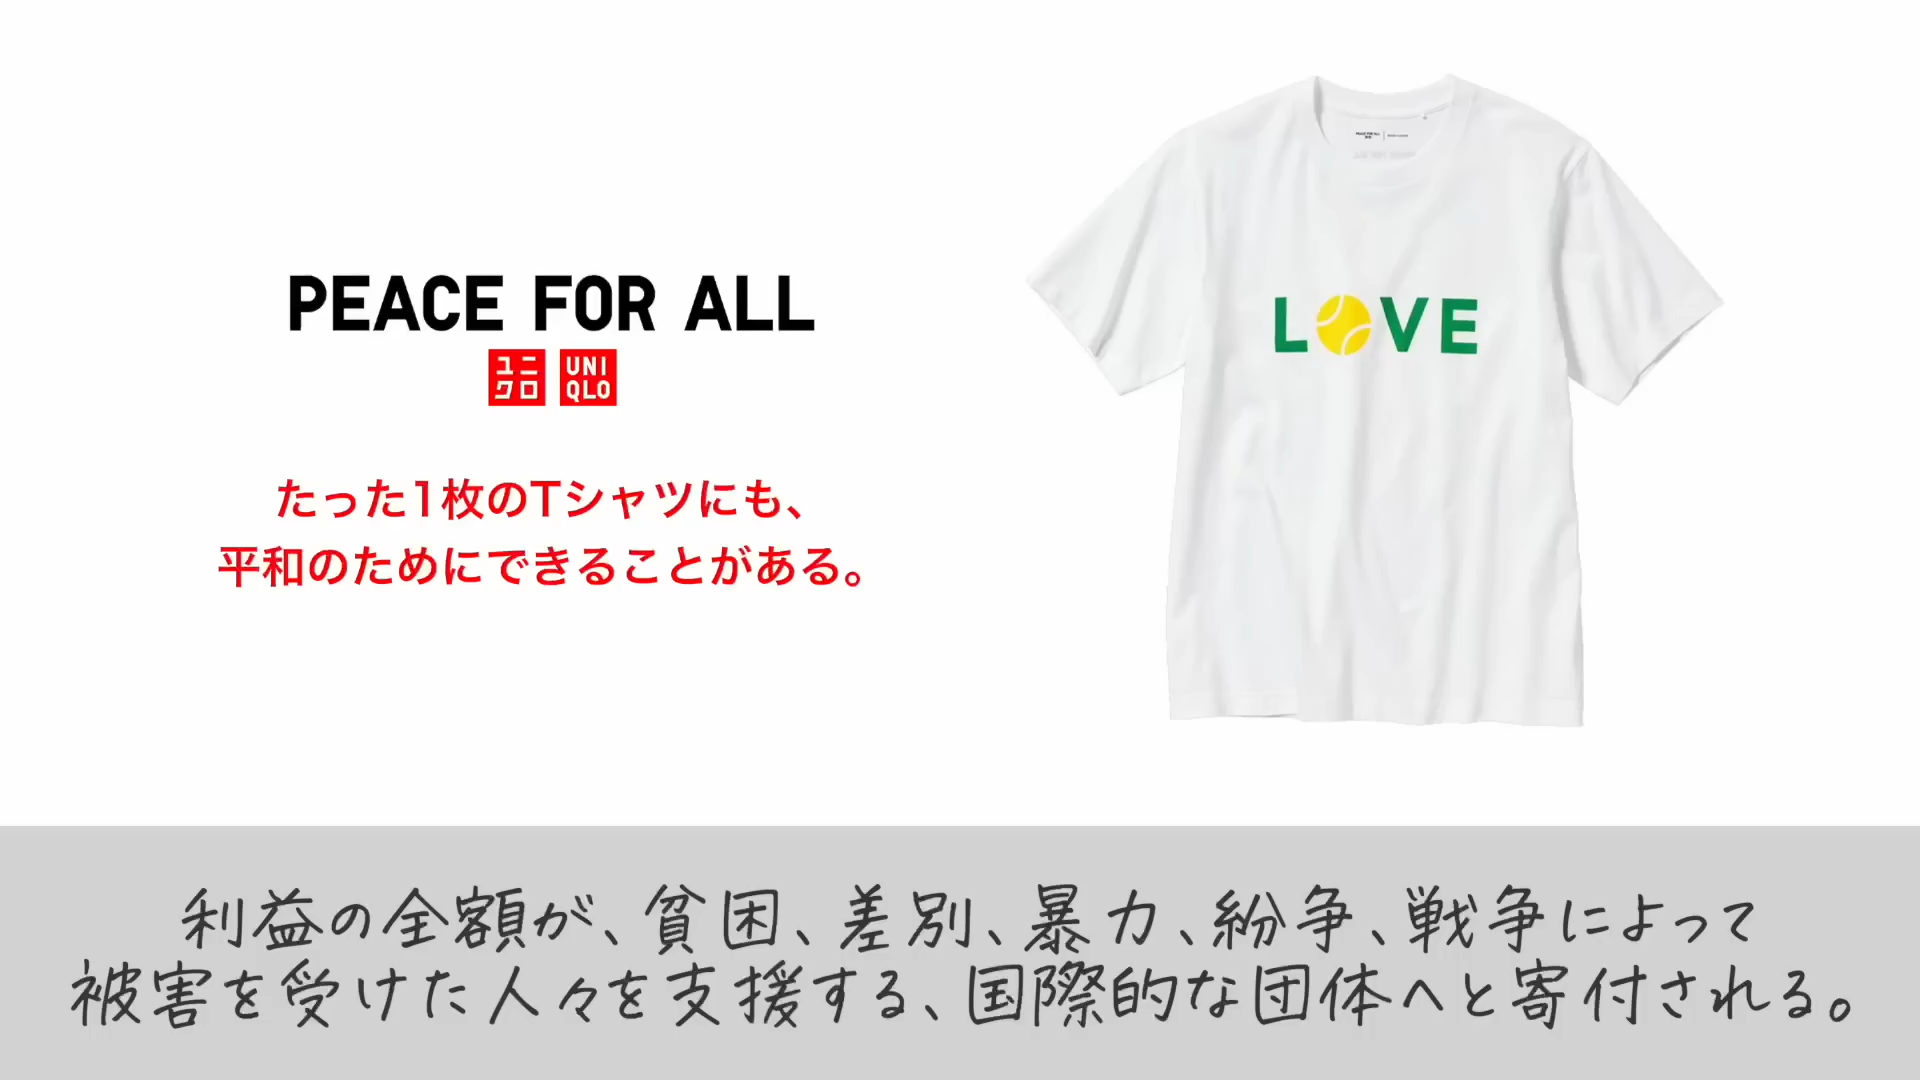 PEACE FOR ALL
ユニクロ UNIQLO
たった1枚のTシャツにも、
平和のためにできることがある。
PEACE FOR ALL
LOVE
利益の全額が、貧困、差別、暴力、紛争、戦争によって
被害を受けた人々を支援する、国際的な団体へと寄付される。